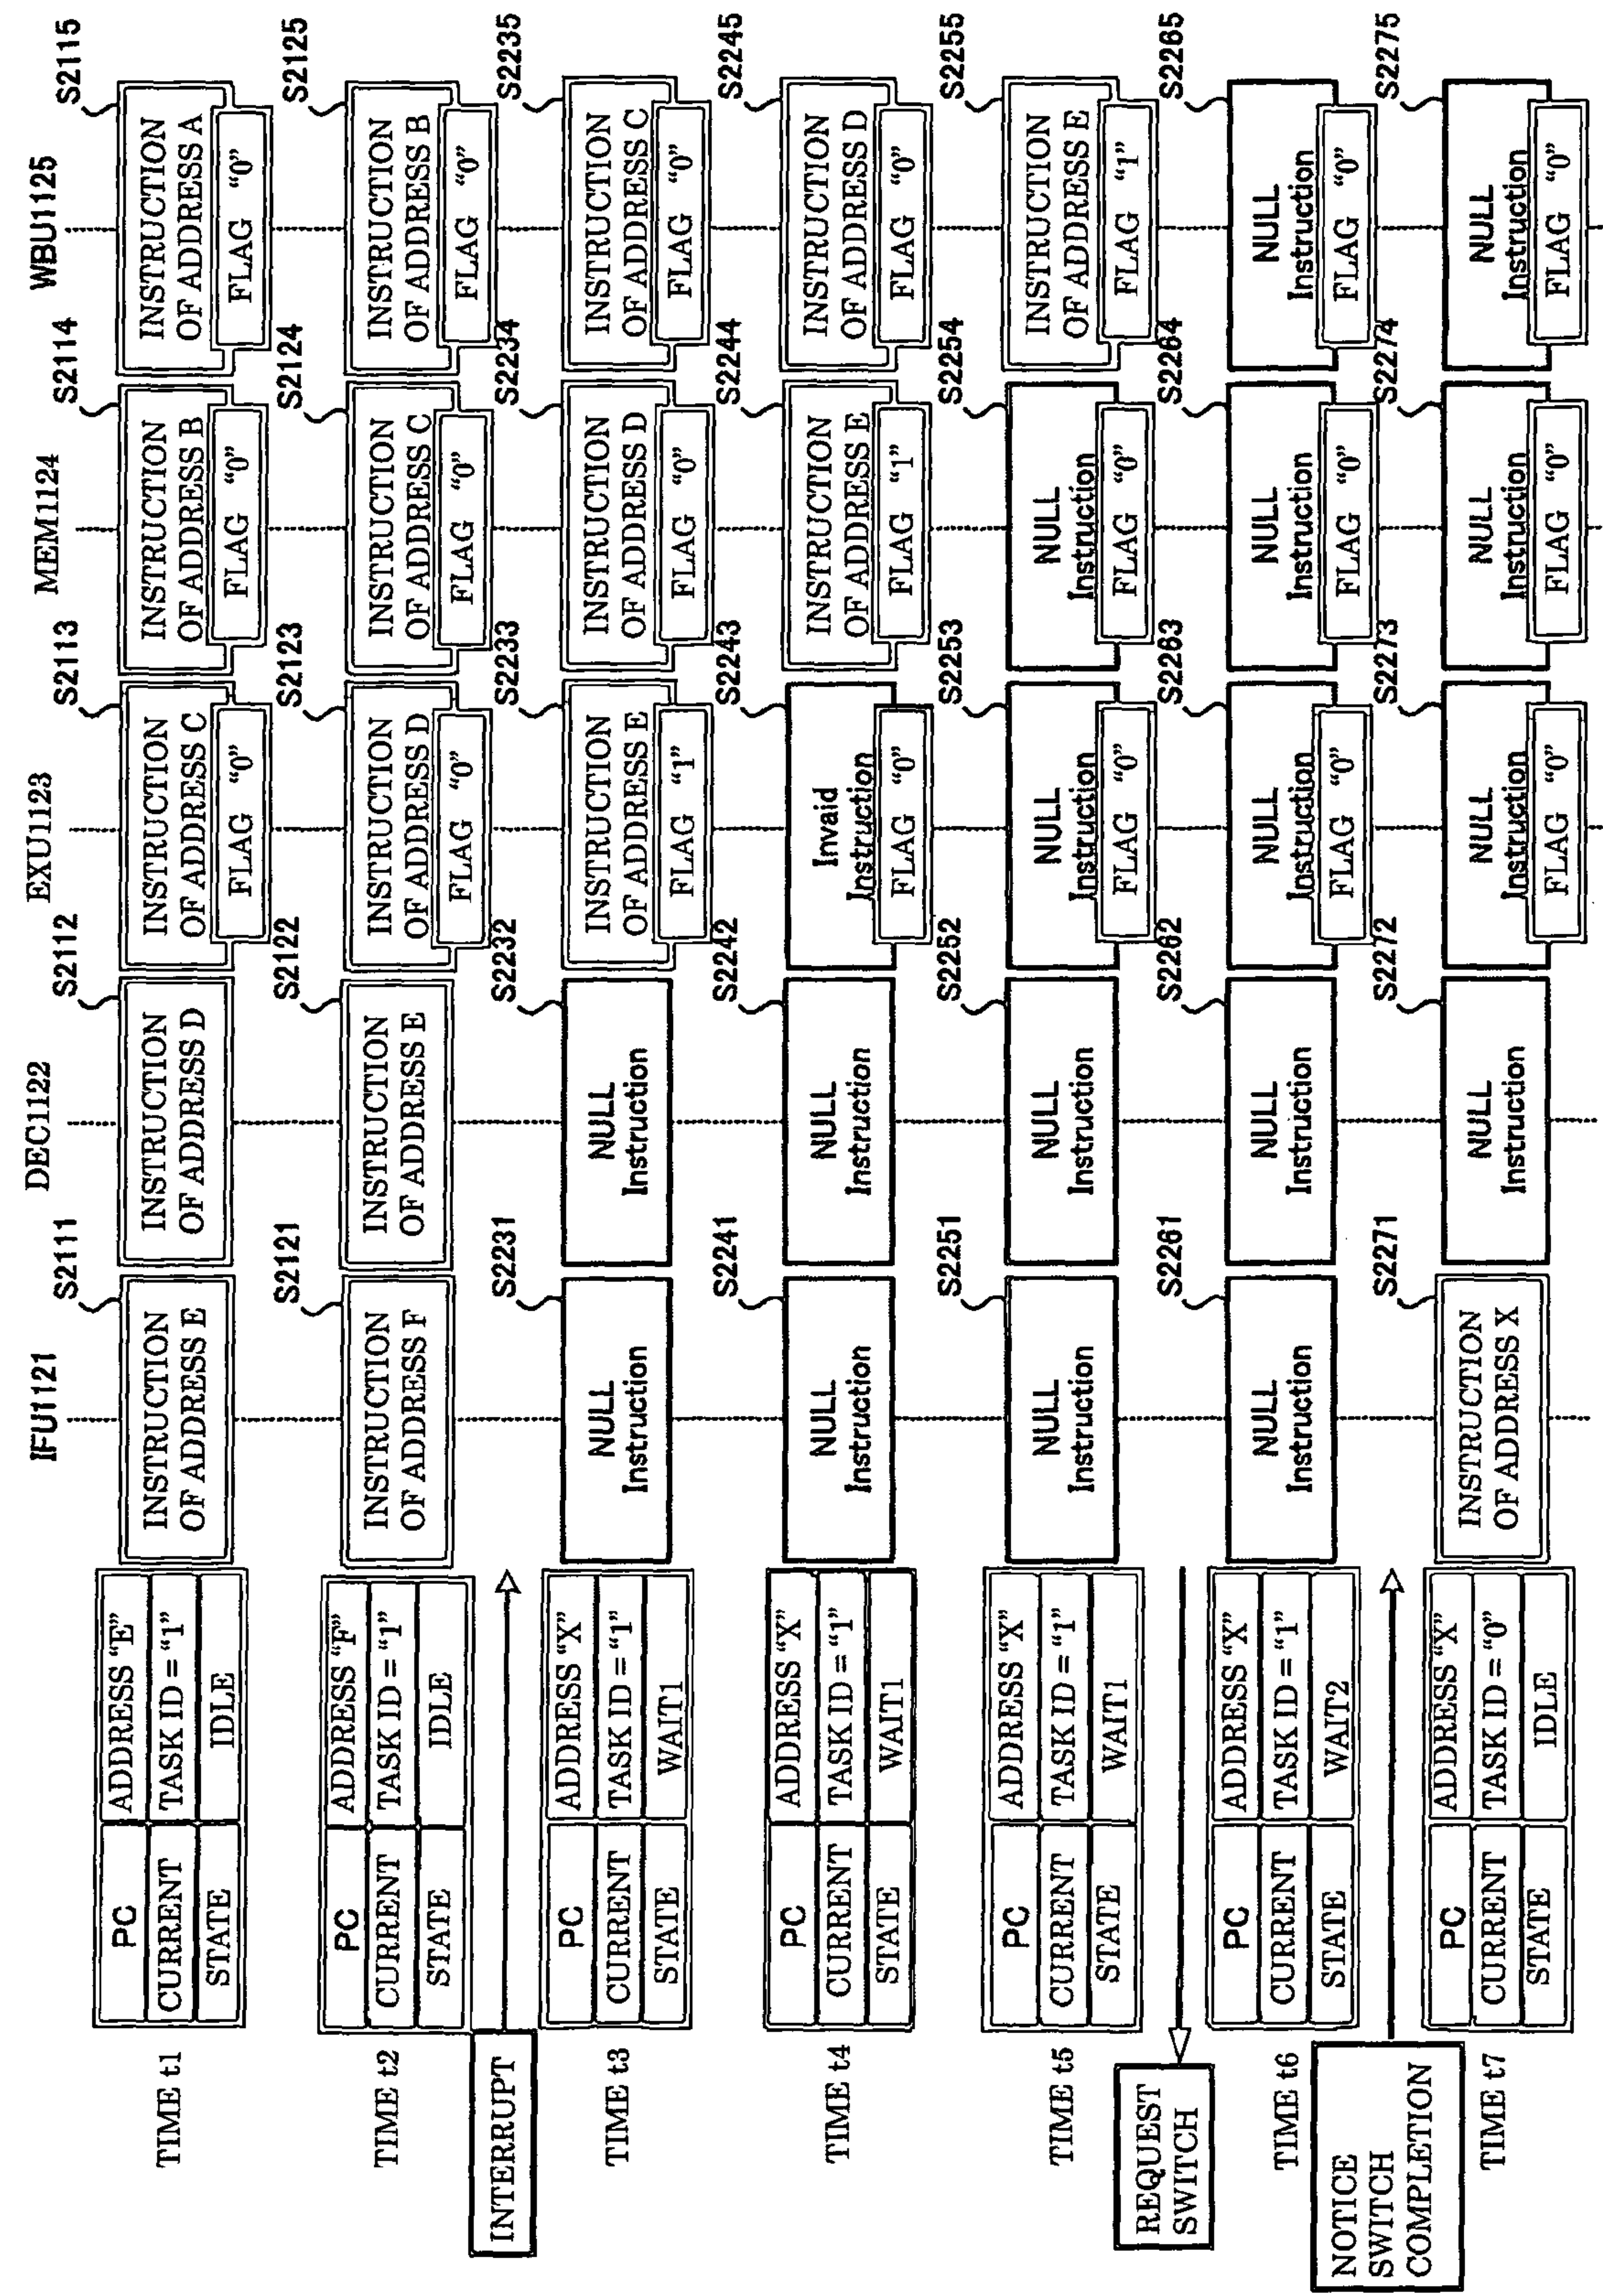 IFU1121
DEC1122
EXU1123
MEM1124
WBU1125
TIME t1
PC
ADDRESS “E”
CURRENT
TASK ID = “1”
STATE
IDLE
S2111
INSTRUCTION
OF ADDRESS E
S2112
INSTRUCTION
OF ADDRESS D
S2113
INSTRUCTION
OF ADDRESS C
FLAG “0”
S2114
INSTRUCTION
OF ADDRESS B
FLAG “0”
S2115
INSTRUCTION
OF ADDRESS A
FLAG “0”
TIME t2
PC
ADDRESS “F”
CURRENT
TASK ID = “1”
STATE
IDLE
S2121
INSTRUCTION
OF ADDRESS F
S2122
INSTRUCTION
OF ADDRESS E
S2123
INSTRUCTION
OF ADDRESS D
FLAG “0”
S2124
INSTRUCTION
OF ADDRESS C
FLAG “0”
S2125
INSTRUCTION
OF ADDRESS B
FLAG “0”
INTERRUPT
TIME t3
PC
ADDRESS “X”
CURRENT
TASK ID = “1”
STATE
WAIT1
S2231
NULL
Instruction
S2232
NULL
Instruction
S2233
INSTRUCTION
OF ADDRESS E
FLAG “1”
S2234
INSTRUCTION
OF ADDRESS D
FLAG “0”
S2235
INSTRUCTION
OF ADDRESS C
FLAG “0”
TIME t4
PC
ADDRESS “X”
CURRENT
TASK ID = “1”
STATE
WAIT1
S2241
NULL
Instruction
S2242
NULL
Instruction
S2243
Invaid
Instruction
FLAG “0”
S2244
INSTRUCTION
OF ADDRESS E
FLAG “1”
S2245
INSTRUCTION
OF ADDRESS D
FLAG “0”
TIME t5
PC
ADDRESS “X”
CURRENT
TASK ID = “1”
STATE
WAIT1
S2251
NULL
Instruction
S2252
NULL
Instruction
S2253
NULL
Instruction
FLAG “0”
S2254
NULL
Instruction
FLAG “0”
S2255
INSTRUCTION
OF ADDRESS E
FLAG “1”
REQUEST
SWITCH
TIME t6
PC
ADDRESS “X”
CURRENT
TASK ID = “1”
STATE
WAIT2
S2261
NULL
Instruction
S2262
NULL
Instruction
S2263
NULL
Instruction
FLAG “0”
S2264
NULL
Instruction
FLAG “0”
S2265
NULL
Instruction
FLAG “0”
NOTICE
SWITCH
COMPLETION
TIME t7
PC
ADDRESS “X”
CURRENT
TASK ID = “0”
STATE
IDLE
S2271
INSTRUCTION
OF ADDRESS X
S2272
NULL
Instruction
S2273
NULL
Instruction
FLAG “0”
S2274
NULL
Instruction
FLAG “0”
S2275
NULL
Instruction
FLAG “0”